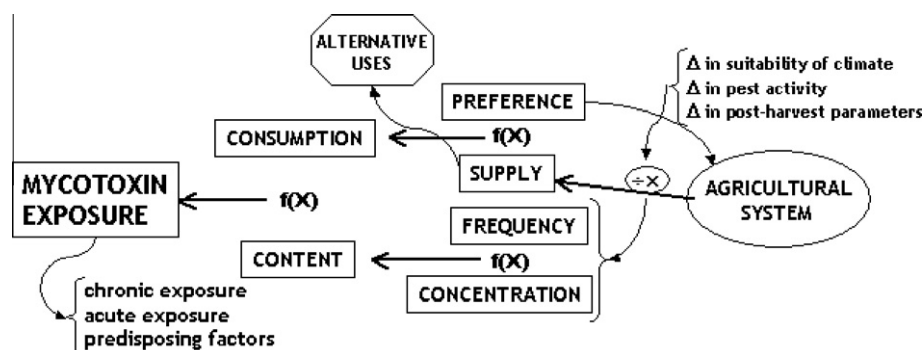 ALTERNATIVE
USES
Δ in suitability of climate
Δ in pest activity
Δ in post-harvest parameters
PREFERENCE
CONSUMPTION
f(X)
SUPPLY
÷×
AGRICULTURAL
SYSTEM
MYCOTOXIN
EXPOSURE
f(X)
FREQUENCY
CONTENT
f(X)
CONCENTRATION
chronic exposure
acute exposure
predisposing factors